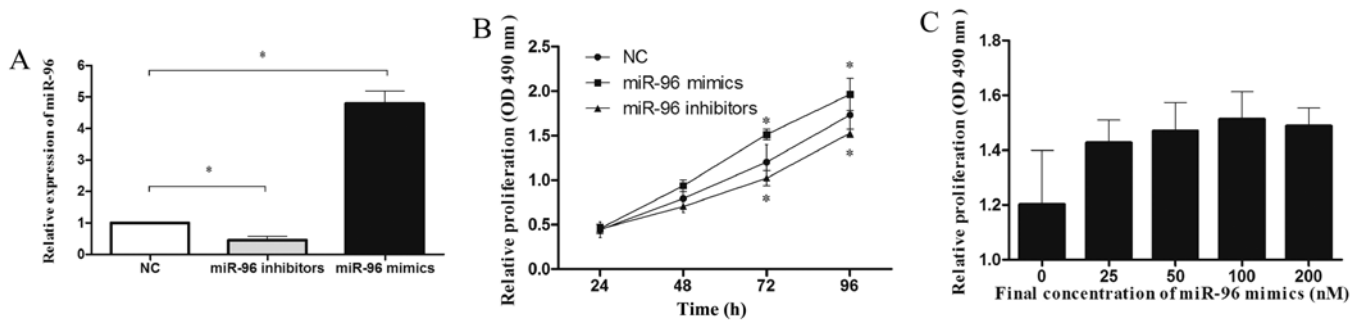 A
Relative expression of miR-96
6
5
4
3
2
1
0
*
*
NC
miR-96 inhibitors
miR-96 mimics
B
Relative proliferation (OD 490 nm)
2.5
2.0
1.5
1.0
0.5
0.0
NC
miR-96 mimics
miR-96 inhibitors
*
*
*
*
24
48
72
96
Time (h)
C
Relative proliferation (OD 490 nm)
1.8
1.6
1.4
1.2
1.0
0
25
50
100
200
Final concentration of miR-96 mimics (nM)